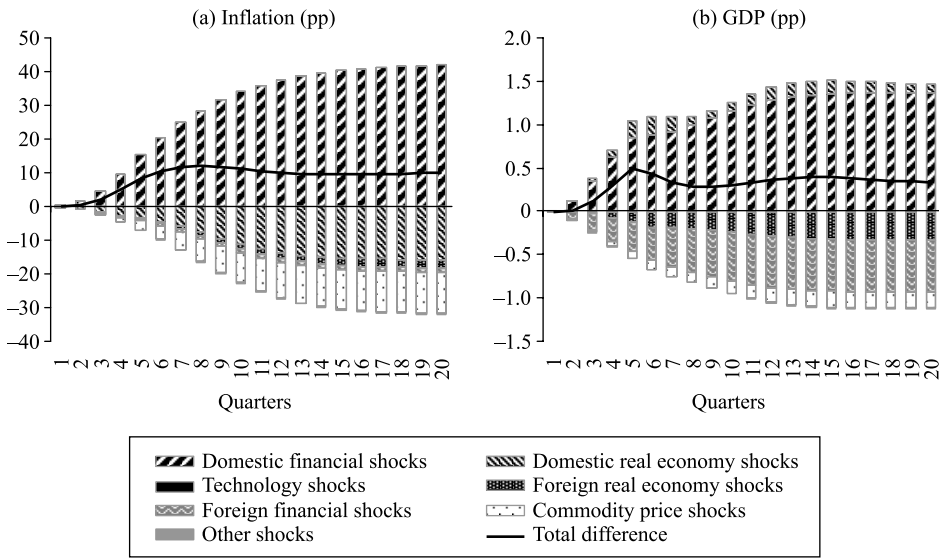 (a) Inflation (pp)
50
40
30
20
10
0
–10
–20
–30
–40
1 2 3 4 5 6 7 8 9 10 11 12 13 14 15 16 17 18 19 20
Quarters
(b) GDP (pp)
2.0
1.5
1.0
0.5
0
–0.5
–1.0
–1.5
1 2 3 4 5 6 7 8 9 10 11 12 13 14 15 16 17 18 19 20
Quarters
Domestic financial shocks
Technology shocks
Foreign financial shocks
Other shocks
Domestic real economy shocks
Foreign real economy shocks
Commodity price shocks
Total difference